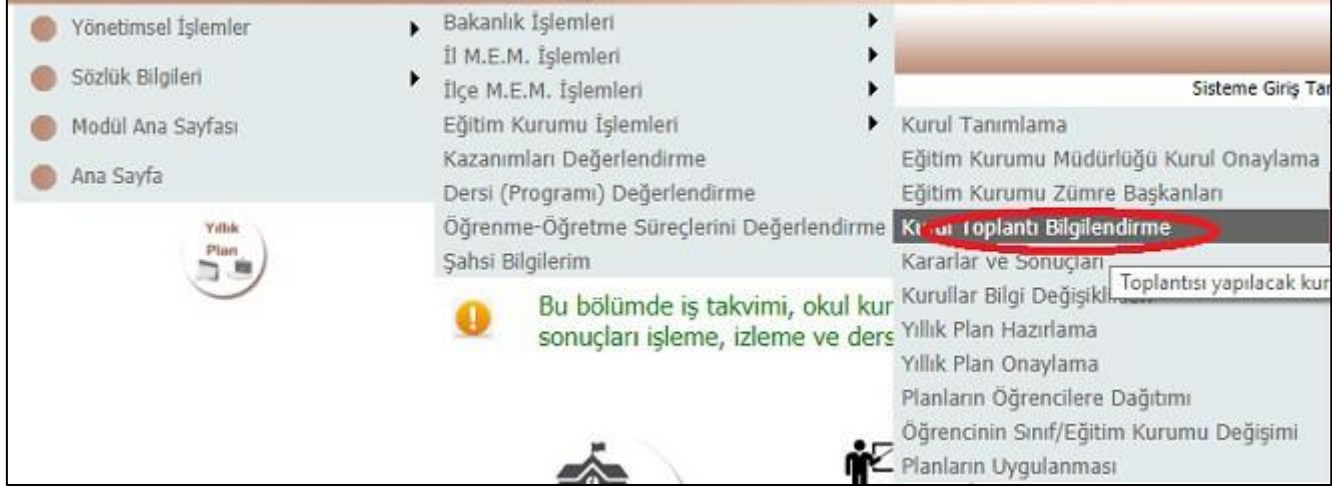 Yönetimsel İşlemler
Sözlük Bilgileri
Modül Ana Sayfası
Ana Sayfa
Yıllık
Plan
Bakanlık İşlemleri
İl M.E.M. İşlemleri
İlçe M.E.M. İşlemleri
Eğitim Kurumu İşlemleri
Kazanımları Değerlendirme
Dersi (Programı) Değerlendirme
Öğrenme-Öğretme Süreçlerini Değerlendirme
Şahsi Bilgilerim
Bu bölümde iş takvimi, okul kur
sonuçları işleme, izleme ve ders
Sisteme Giriş Tar
Kurul Tanımlama
Eğitim Kurumu Müdürlüğü Kurul Onaylama
Eğitim Kurumu Zümre Başkanları
Kurul Toplantı Bilgilendirme
Kararlar ve Sonuçları
Toplantısı yapılacak kur
Kurullar Bilgi
Yıllık Plan Hazırlama
Yıllık Plan Onaylama
Planların Öğrencilere Dağıtımı
Öğrencinin Sınıf/Eğitim Kurumu Değişimi
Planların Uygulanması